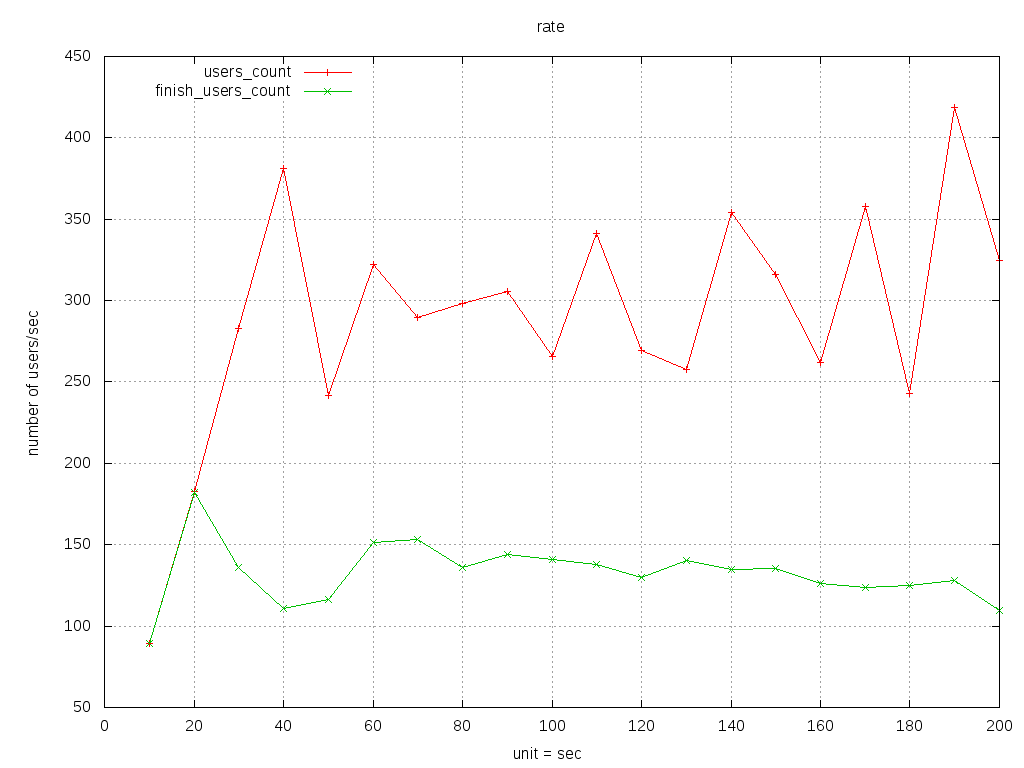 rate
users_count
finish_users_count
450
400
350
300
250
200
150
100
50
number of users/sec
0 20 40 60 80 100 120 140 160 180 200
unit = sec